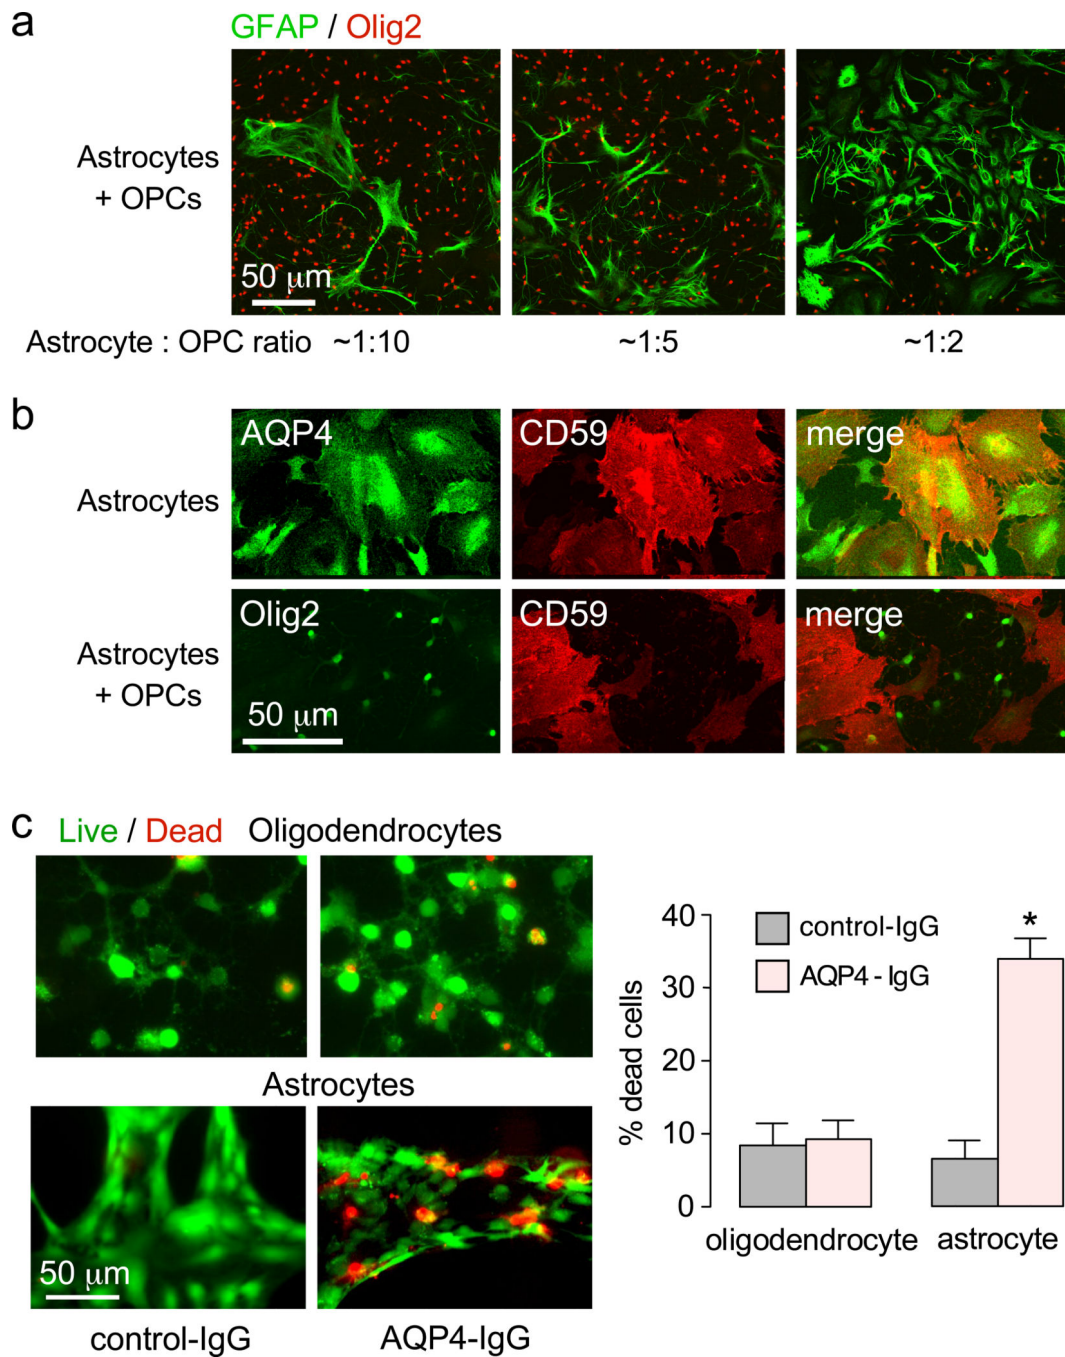 a
GFAP / Olig2
Astrocytes
+ OPCs
50 μm
Astrocyte : OPC ratio ~1:10 ~1:5 ~1:2
b
AQP4 CD59 merge
Astrocytes
Olig2 CD59 merge
Astrocytes
+ OPCs
50 μm
c
Live / Dead Oligodendrocytes
Astrocytes
50 μm
control-IgG AQP4-IgG
% dead cells
40
30
20
10
0
control-IgG
AQP4 - IgG
*
oligodendrocyte astrocyte